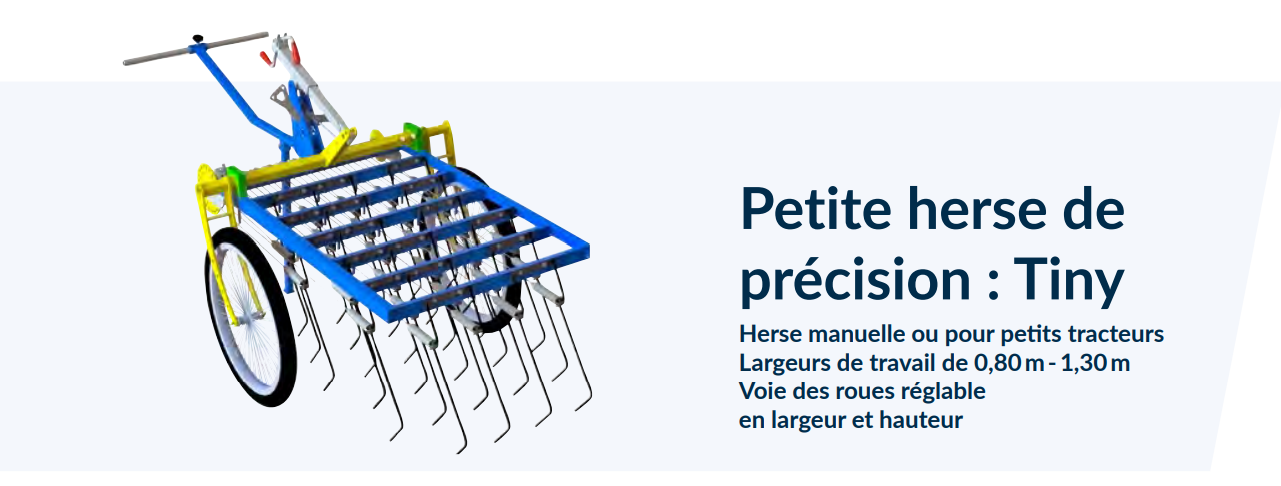 Petite herse de
précision : Tiny
Herse manuelle ou pour petits tracteurs
Largeurs de travail de 0,80 m - 1,30 m
Voie des roues réglable
en largeur et hauteur